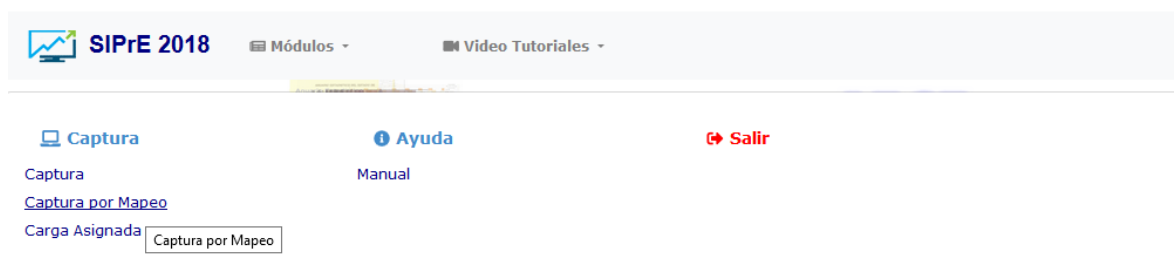 SIPrE 2018 Módulos Video Tutoriales
Captura Ayuda Salir
Captura Manual
Captura por Mapeo
Carga Asignada
Captura por Mapeo